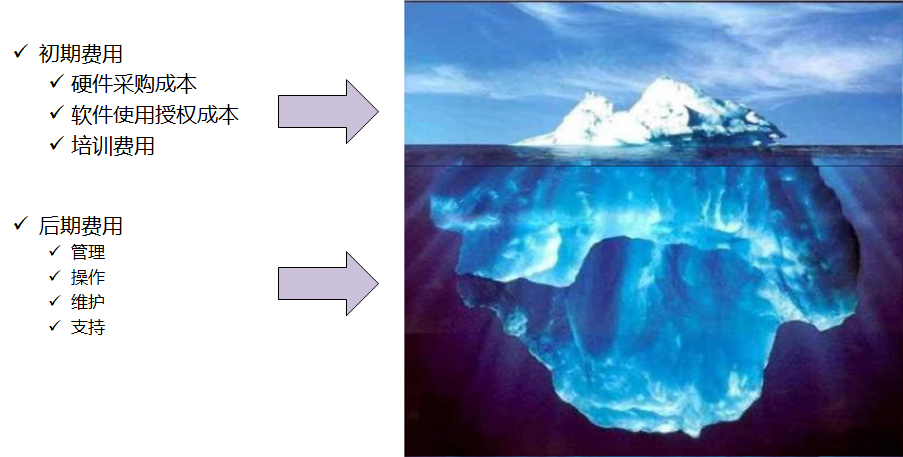 初期费用
硬件采购成本
软件使用授权成本
培训费用
后期费用
管理
操作
维护
支持